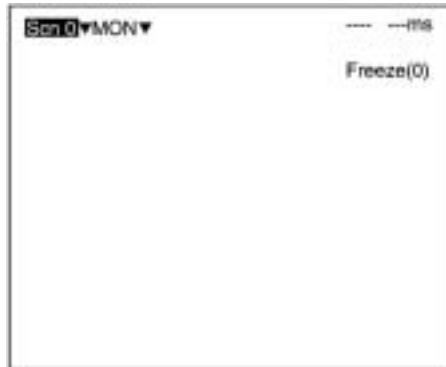 Scn.0▼MON▼ ---- ---ms
Freeze(0)